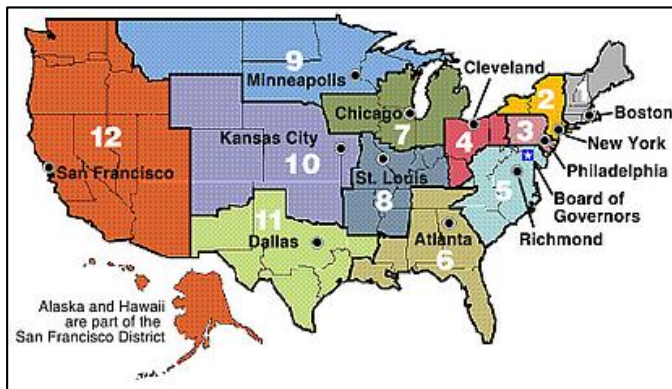 9
Minneapolis
Cleveland
1
2
Boston
Chicago
7
3
New York
12
Kansas City
4
Philadelphia
San Francisco
10
St. Louis
5
Board of
Governors
8
Richmond
11
Dallas
Atlanta
6
Alaska and Hawaii
are part of the
San Francisco District